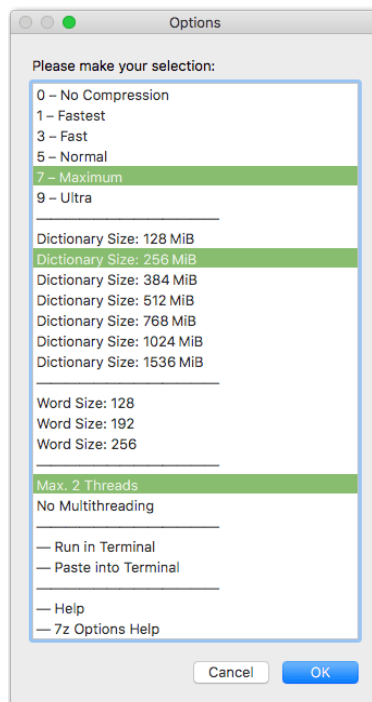 Options
Please make your selection:
0 – No Compression
1 – Fastest
3 – Fast
5 – Normal
7 – Maximum
9 – Ultra
Dictionary Size: 128 MiB
Dictionary Size: 256 MiB
Dictionary Size: 384 MiB
Dictionary Size: 512 MiB
Dictionary Size: 768 MiB
Dictionary Size: 1024 MiB
Dictionary Size: 1536 MiB
Word Size: 128
Word Size: 192
Word Size: 256
Max. 2 Threads
No Multithreading
— Run in Terminal
— Paste into Terminal
— Help
— 7z Options Help
Cancel
OK